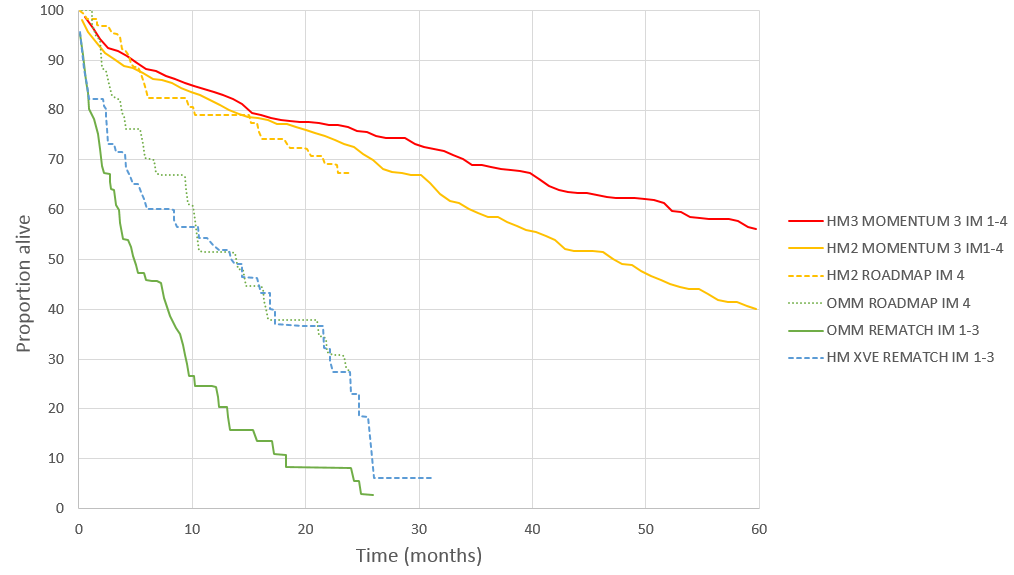 100
90
80
70
60
50
40
30
20
10
0
Proportion alive
0 10 20 30 40 50 60
Time (months)
HM3 MOMENTUM 3 IM 1-4
HM2 MOMENTUM 3 IM1-4
HM2 ROADMAP IM 4
OMM ROADMAP IM 4
OMM REMATCH IM 1-3
HM XVE REMATCH IM 1-3